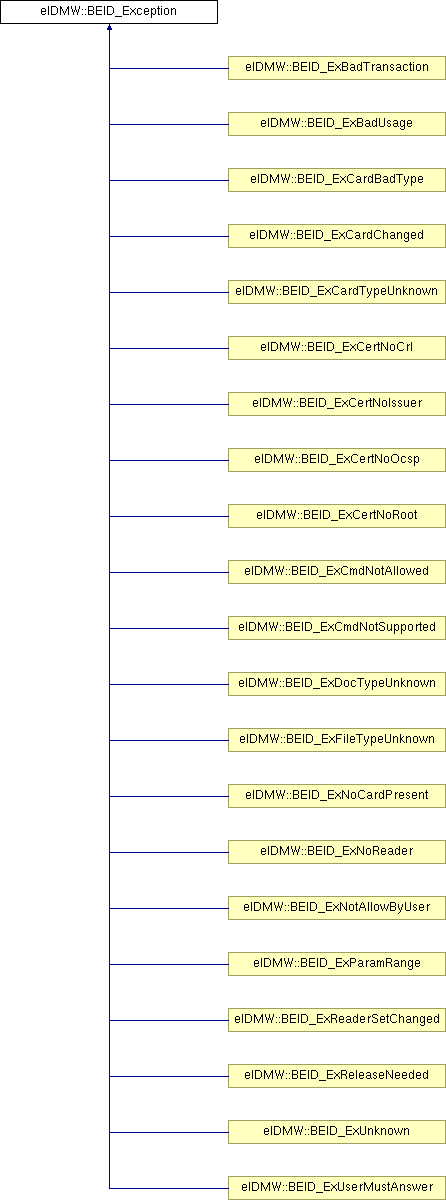 eIDMW::BEID_Exception
eIDMW::BEID_ExBadTransaction
eIDMW::BEID_ExBadUsage
eIDMW::BEID_ExCardBadType
eIDMW::BEID_ExCardChanged
eIDMW::BEID_ExCardTypeUnknown
eIDMW::BEID_ExCertNoCrl
eIDMW::BEID_ExCertNoIssuer
eIDMW::BEID_ExCertNoOcsp
eIDMW::BEID_ExCertNoRoot
eIDMW::BEID_ExCmdNotAllowed
eIDMW::BEID_ExCmdNotSupported
eIDMW::BEID_ExDocTypeUnknown
eIDMW::BEID_ExFileTypeUnknown
eIDMW::BEID_ExNoCardPresent
eIDMW::BEID_ExNoReader
eIDMW::BEID_ExNotAllowByUser
eIDMW::BEID_ExParamRange
eIDMW::BEID_ExReaderSetChanged
eIDMW::BEID_ExReleaseNeeded
eIDMW::BEID_ExUnknown
eIDMW::BEID_ExUserMustAnswer